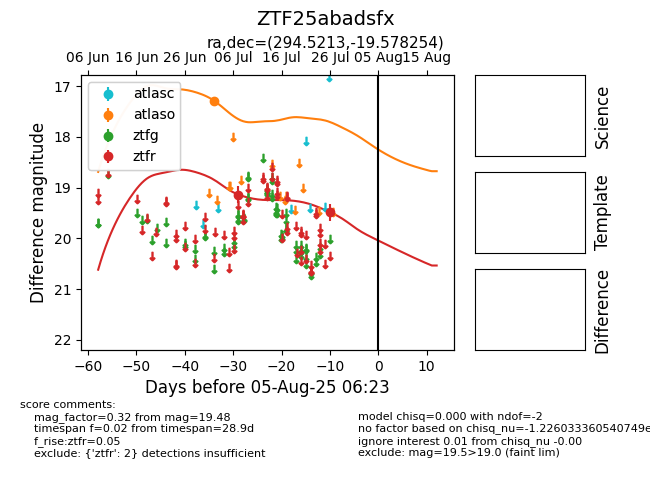 ZTF25abadsfx
ra,dec=(294.5213,-19.578254)
06 Jun 16 Jun 26 Jun 06 Jul 16 Jul 26 Jul 05 Aug 15 Aug
17
18
19
20
21
22
Difference magnitude
atlasc
atlaso
ztfg
ztfr
−60 −50 −40 −30 −20 −10 0 10
Days before 05-Aug-25 06:23
Science
Template
Difference
score comments:
mag_factor=0.32 from mag=19.48
timespan f=0.02 from timespan=28.9d
f_rise:ztfr=0.05
exclude: {'ztfr': 2} detections insufficient
model chisq=0.000 with ndof=-2
no factor based on chisq_nu=-1.226033360540749e
ignore interest 0.01 from chisq_nu -0.00
exclude: mag=19.5>19.0 (faint lim)